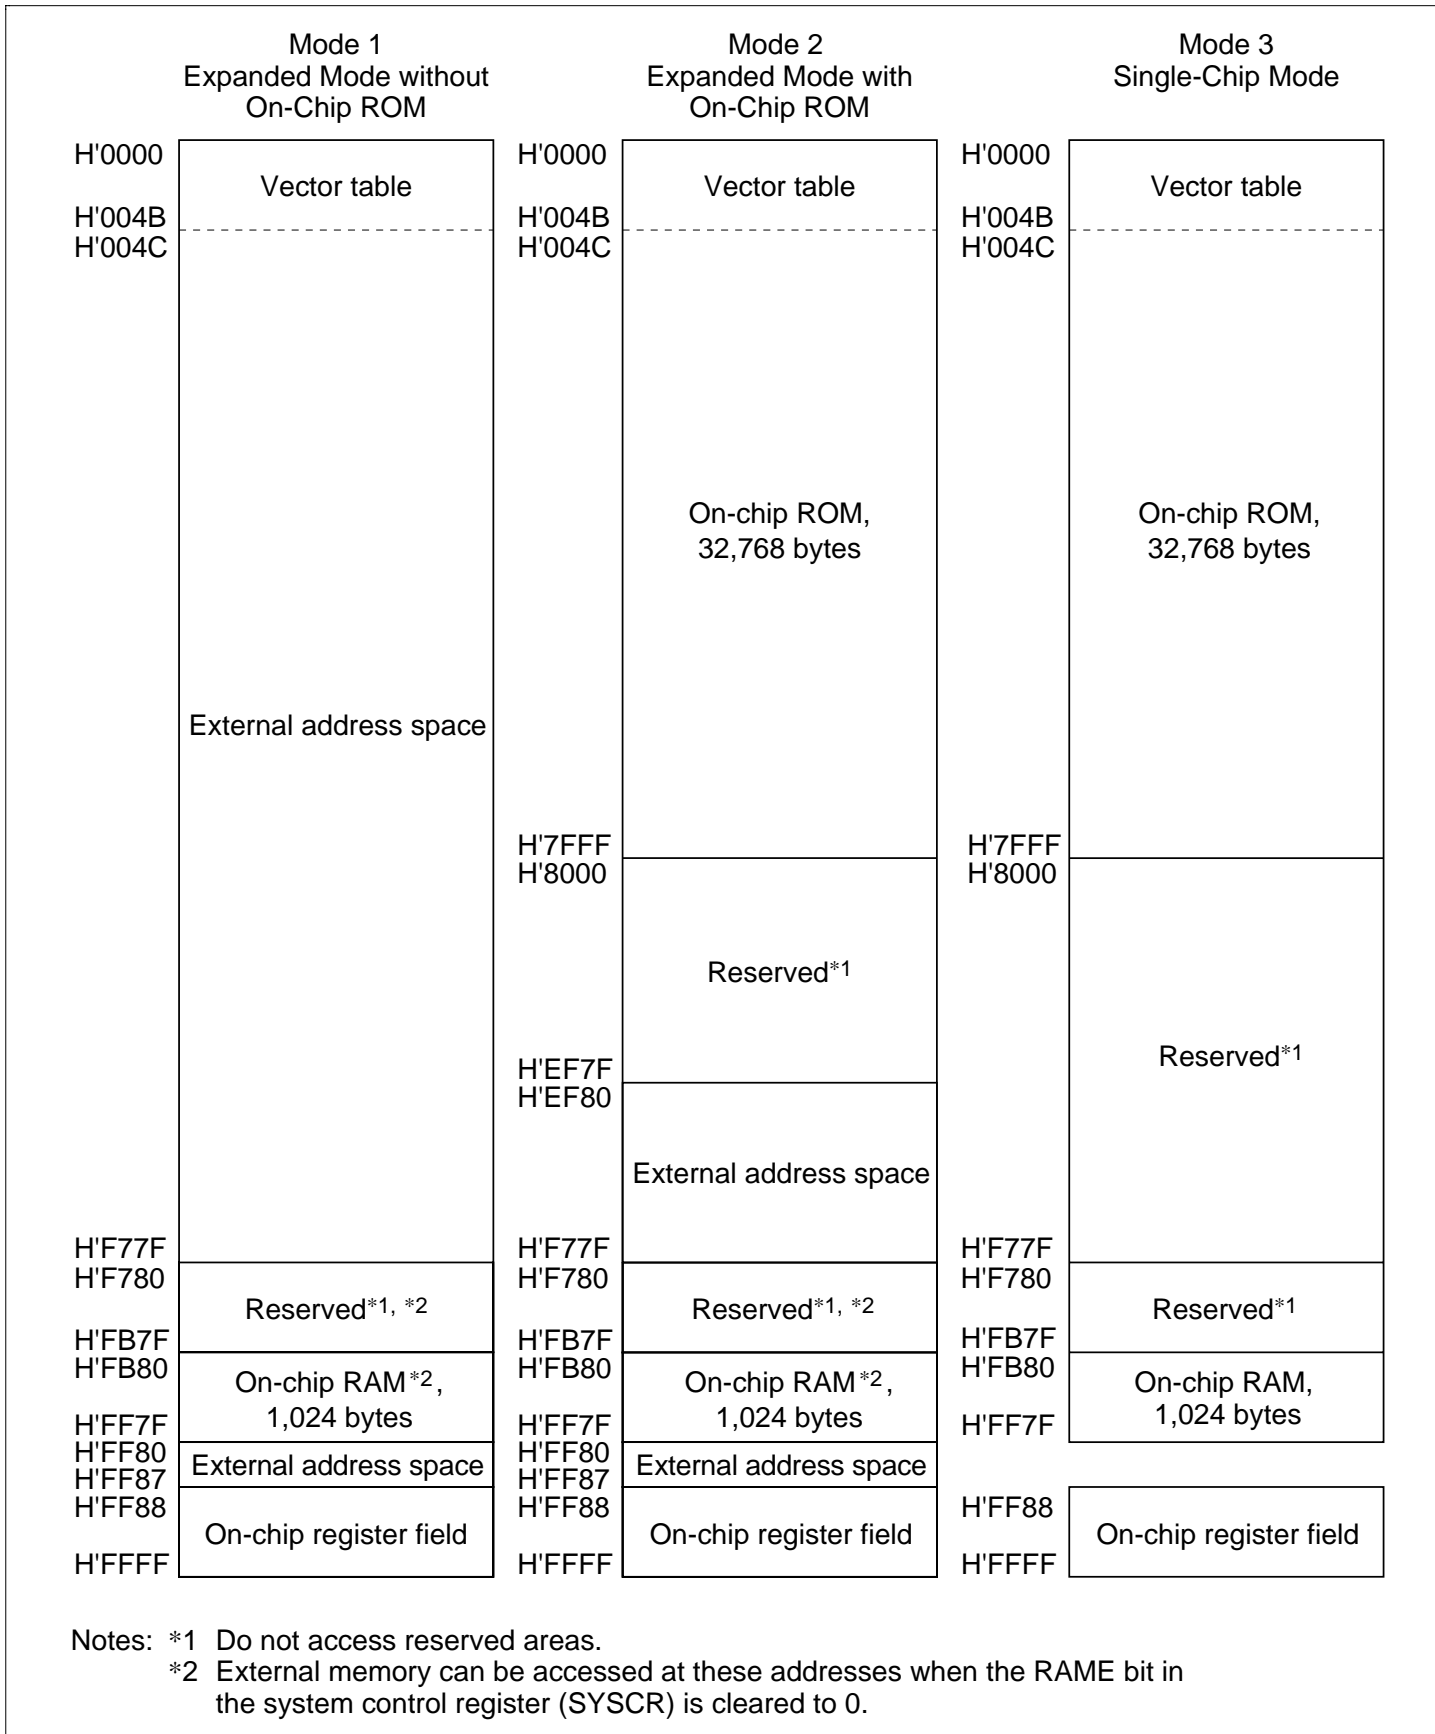 Mode 1
Expanded Mode without
On-Chip ROM
H'0000
Vector table
H'004B
H'004C
External address space
H'F77F
H'F780
Reserved*1, *2
H'FB7F
H'FB80
On-chip RAM*2,
1,024 bytes
H'FF7F
H'FF80
External address space
H'FF87
H'FF88
On-chip register field
H'FFFF
Mode 2
Expanded Mode with
On-Chip ROM
H'0000
Vector table
H'004B
H'004C
On-chip ROM,
32,768 bytes
H'7FFF
H'8000
Reserved*1
H'EF7F
H'EF80
External address space
H'F77F
H'F780
Reserved*1, *2
H'FB7F
H'FB80
On-chip RAM*2,
1,024 bytes
H'FF7F
H'FF80
External address space
H'FF87
H'FF88
On-chip register field
H'FFFF
Mode 3
Single-Chip Mode
H'0000
Vector table
H'004B
H'004C
On-chip ROM,
32,768 bytes
H'7FFF
H'8000
Reserved*1
H'F77F
H'F780
Reserved*1
H'FB7F
H'FB80
On-chip RAM,
1,024 bytes
H'FF7F
H'FF88
On-chip register field
H'FFFF
Notes: *1 Do not access reserved areas.
*2 External memory can be accessed at these addresses when the RAME bit in
the system control register (SYSCR) is cleared to 0.